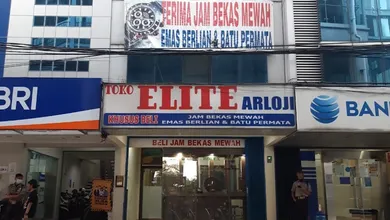 TERIMA JAM BEKAS MEWAH
EMAS BERLIAN & BATU PERMATA
BRI
TOKO ELITE ARLOJI
KHUSUS BELI
JAM BEKAS MEWAH
EMAS BERLIAN & BATU PERMATA
BANK
BELI JAM BEKAS MEWAH